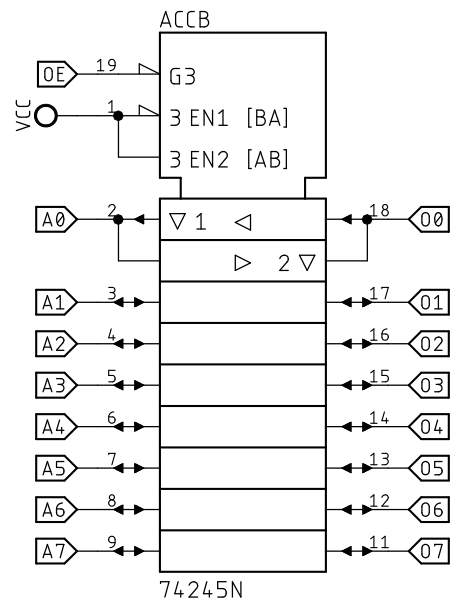 ACCB
OE 19 G3
VCC 1 3 EN1 [BA]
3 EN2 [AB]
A0 2 ▽ 1 ◁ 18 O0
▷ 2 ▽
A1 3 17 O1
A2 4 16 O2
A3 5 15 O3
A4 6 14 O4
A5 7 13 O5
A6 8 12 O6
A7 9 11 O7
74245N